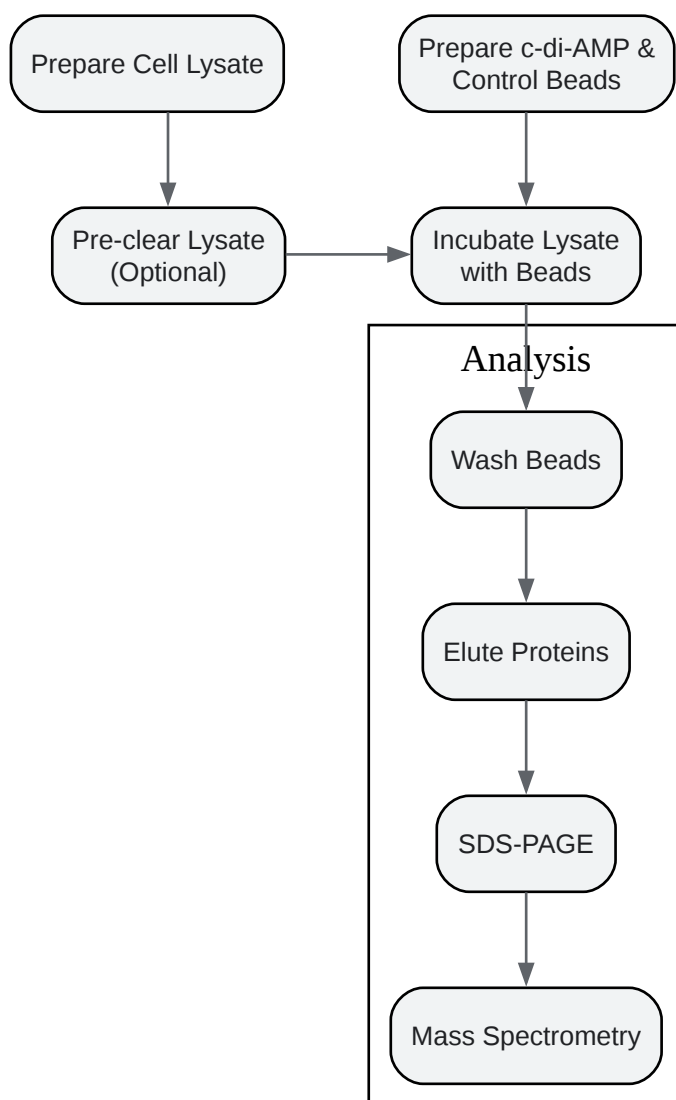 Prepare Cell Lysate
Prepare c-di-AMP &
Control Beads
Pre-clear Lysate
(Optional)
Incubate Lysate
with Beads
Analysis
Wash Beads
Elute Proteins
SDS-PAGE
Mass Spectrometry